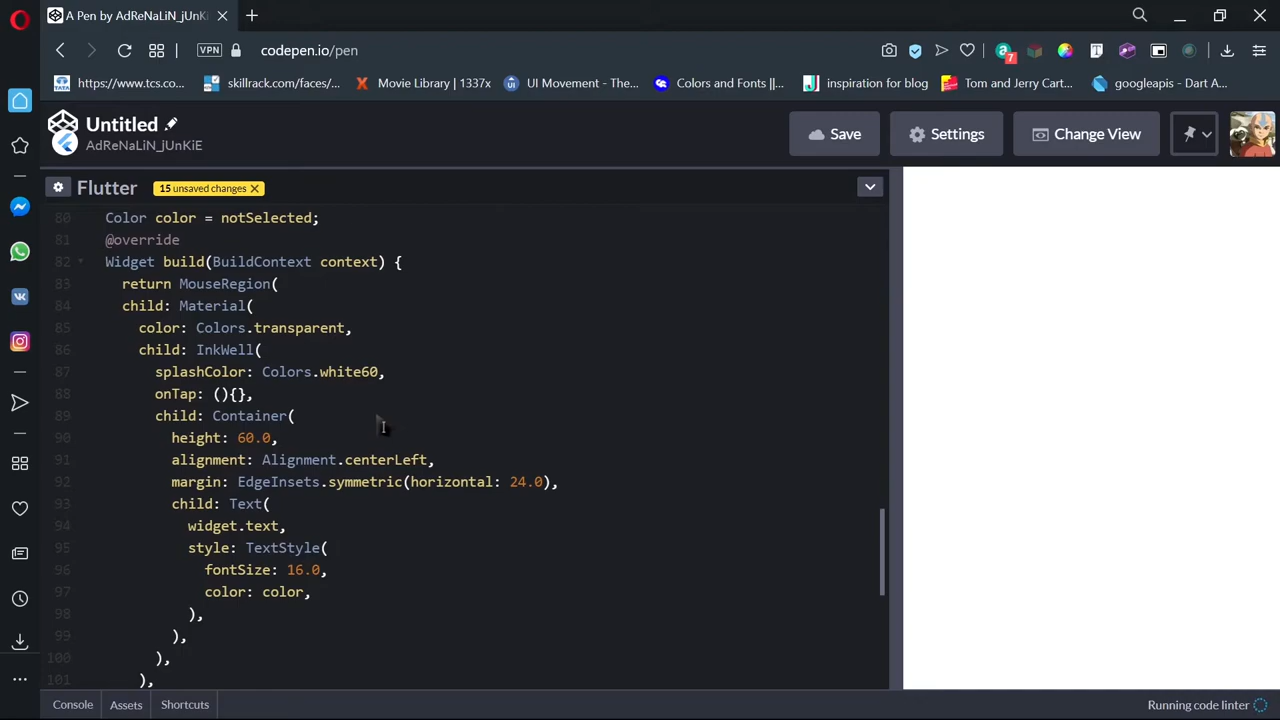 A Pen by AdReNaLiN_jUnKi
VPN
codepen.io/pen
7
https://www.tcs.co...
skillrack.com/faces/...
Movie Library | 1337x
UI Movement - The...
Colors and Fonts ||...
inspiration for blog
Tom and Jerry Cart...
googleapis - Dart A...
Untitled
AdReNaLiN_jUnKiE
Save
Settings
Change View
Flutter
15 unsaved changes
80 Color color = notSelected;
81 @override
82 Widget build(BuildContext context) {
83 return MouseRegion(
84 child: Material(
85 color: Colors.transparent,
86 child: InkWell(
87 splashColor: Colors.white60,
88 onTap: (){},
89 child: Container(
90 height: 60.0,
91 alignment: Alignment.centerLeft,
92 margin: EdgeInsets.symmetric(horizontal: 24.0),
93 child: Text(
94 widget.text,
95 style: TextStyle(
96 fontSize: 16.0,
97 color: color,
98 ),
99 ),
100 ),
101 ),
Console
Assets
Shortcuts
Running code linter